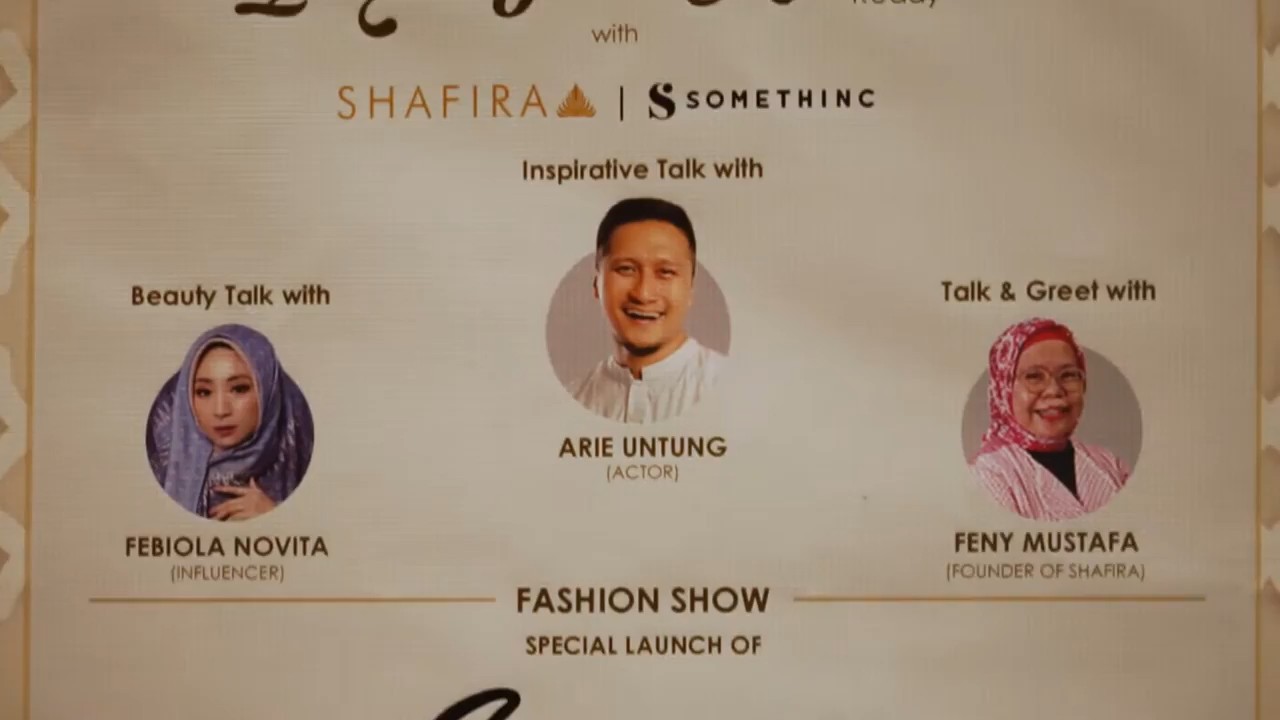 Ready
with
SHAFIRA | S SOMETHINC
Inspirative Talk with
Beauty Talk with
Talk & Greet with
ARIE UNTUNG
(ACTOR)
FEBIOLA NOVITA
(INFLUENCER)
FENY MUSTAFA
(FOUNDER OF SHAFIRA)
FASHION SHOW
SPECIAL LAUNCH OF